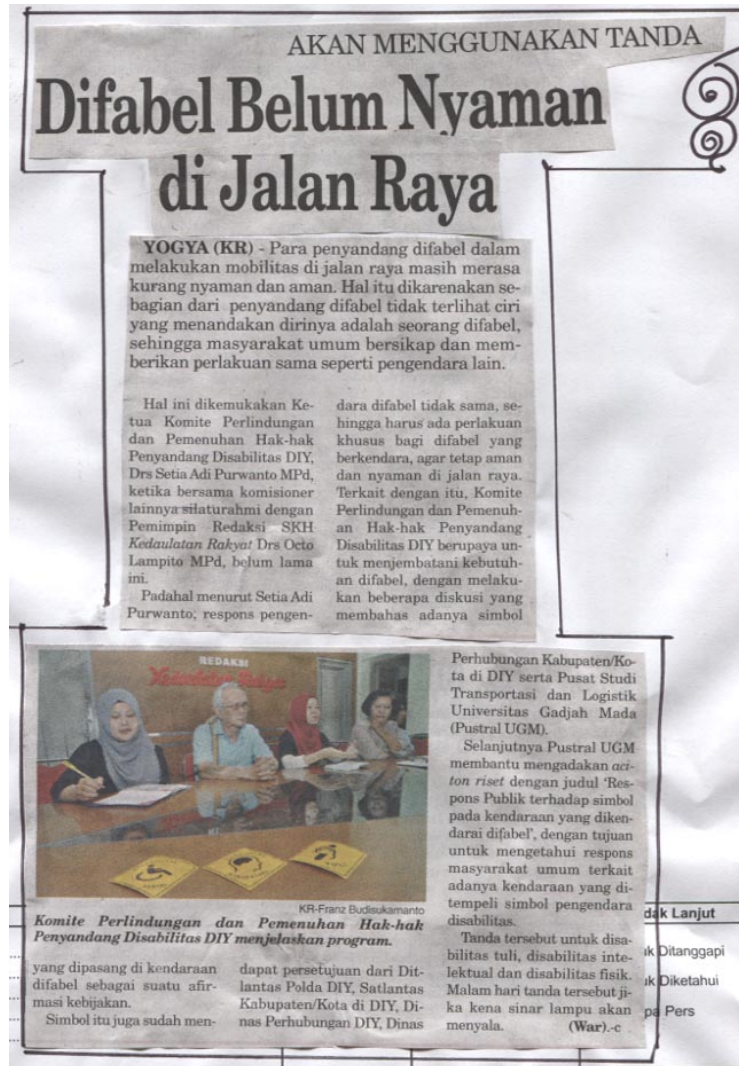 AKAN MENGGUNAKAN TANDA
Difabel Belum Nyaman
di Jalan Raya
YOGYA (KR) - Para penyandang difabel dalam
melakukan mobilitas di jalan raya masih merasa
kurang nyaman dan aman. Hal itu dikarenakan se-
bagian dari penyandang difabel tidak terlihat ciri
yang menandakan dirinya adalah seorang difabel,
sehingga masyarakat umum bersikap dan mem-
berikan perlakuan sama seperti pengendara lain.
Hal ini dikemukakan Ke-
tua Komite Perlindungan
dan Pemenuhan Hak-hak
Penyandang Disabilitas DIY,
Drs Setia Adi Purwanto MPd,
ketika bersama komisioner
lainnya silaturahmi dengan
Pemimpin Redaksi SKH
Kedaulatan Rakyat Drs Octo
Lampito MPd, belum lama
ini.
Padahal menurut Setia Adi
Purwanto, respons pengen-
dara difabel tidak sama, se-
hingga harus ada perlakuan
khusus bagi difabel yang
berkendara, agar tetap aman
dan nyaman di jalan raya.
Terkait dengan itu, Komite
Perlindungan dan Pemenuh-
an Hak-hak Penyandang
Disabilitas DIY berupaya un-
tuk menjembatani kebutuh-
an difabel, dengan melaku-
kan beberapa diskusi yang
membahas adanya simbol
REDAKSI
Kedaulatan Rakyat
KR-Franz Budisukamanto
Komite Perlindungan dan Pemenuhan Hak-hak
Penyandang Disabilitas DIY menjelaskan program.
yang dipasang di kendaraan
difabel sebagai suatu afir-
masi kebijakan.
Simbol itu juga sudah men-
dapat persetujuan dari Dit-
lantas Polda DIY, Satlantas
Kabupaten/Kota di DIY, Di-
nas Perhubungan DIY, Dinas
Perhubungan Kabupaten/Ko-
ta di DIY serta Pusat Studi
Transportasi dan Logistik
Universitas Gadjah Mada
(Pustral UGM).
Selanjutnya Pustral UGM
membantu mengadakan aci-
ton riset dengan judul 'Res-
pons Publik terhadap simbol
pada kendaraan yang diken-
darai difabel', dengan tujuan
untuk mengetahui respons
masyarakat umum terkait
adanya kendaraan yang di-
tempeli simbol pengendara
disabilitas.
Tanda tersebut untuk disa-
bilitas tuli, disabilitas inte-
lektual dan disabilitas fisik.
Malam hari tanda tersebut ji-
ka kena sinar lampu akan
menyala. (War).-c
dak Lanjut
uk Ditanggapi
uk Diketahui
pa Pers